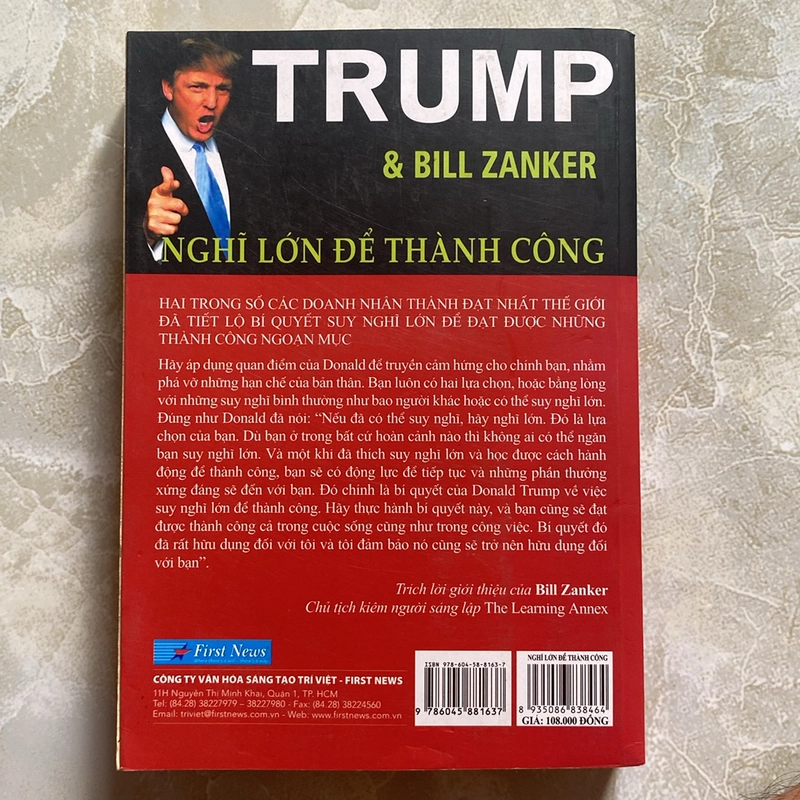 TRUMP
& BILL ZANKER
NGHĨ LỚN ĐỂ THÀNH CÔNG
HAI TRONG SỐ CÁC DOANH NHÂN THÀNH ĐẠT NHẤT THẾ GIỚI
ĐÃ TIẾT LỘ BÍ QUYẾT SUY NGHĨ LỚN ĐỂ ĐẠT ĐƯỢC NHỮNG
THÀNH CÔNG NGOẠN MỤC
Hãy áp dụng quan điểm của Donald để truyền cảm hứng cho chính bạn, nhằm
phá vỡ những hạn chế của bản thân. Bạn luôn có hai lựa chọn, hoặc bằng lòng
với những suy nghĩ bình thường như bao người khác hoặc có thể suy nghĩ lớn.
Đúng như Donald đã nói: “Nếu đã có thể suy nghĩ, hãy nghĩ lớn. Đó là lựa
chọn của bạn. Dù bạn ở trong bất cứ hoàn cảnh nào thì không ai có thể ngăn
bạn suy nghĩ lớn. Và một khi đã thích suy nghĩ lớn và học được cách hành
động để thành công, bạn sẽ có động lực để tiếp tục và những phần thưởng
xứng đáng sẽ đến với bạn. Đó chính là bí quyết của Donald Trump về việc
suy nghĩ lớn để thành công. Hãy thực hành bí quyết này, và bạn cũng sẽ đạt
được thành công cả trong cuộc sống cũng như trong công việc. Bí quyết đó
đã rất hữu dụng đối với tôi và tôi đảm bảo nó cũng sẽ trở nên hữu dụng đối
với bạn”.
Trích lời giới thiệu của Bill Zanker
Chủ tịch kiêm người sáng lập The Learning Annex
First News
CÔNG TY VĂN HÓA SÁNG TẠO TRÍ VIỆT - FIRST NEWS
11H Nguyễn Thị Minh Khai, Quận 1, TP. HCM
Tel: (84.28) 38227979 - 38227980 - Fax: (84.28) 38224560
Email: triviet@firstnews.com.vn - Web: www.firstnews.com.vn
ISBN 978-604-58-8163-7
9 786045 881637
NGHĨ LỚN ĐỂ THÀNH CÔNG
8 935086 838464
GIÁ: 108.000 ĐỒNG